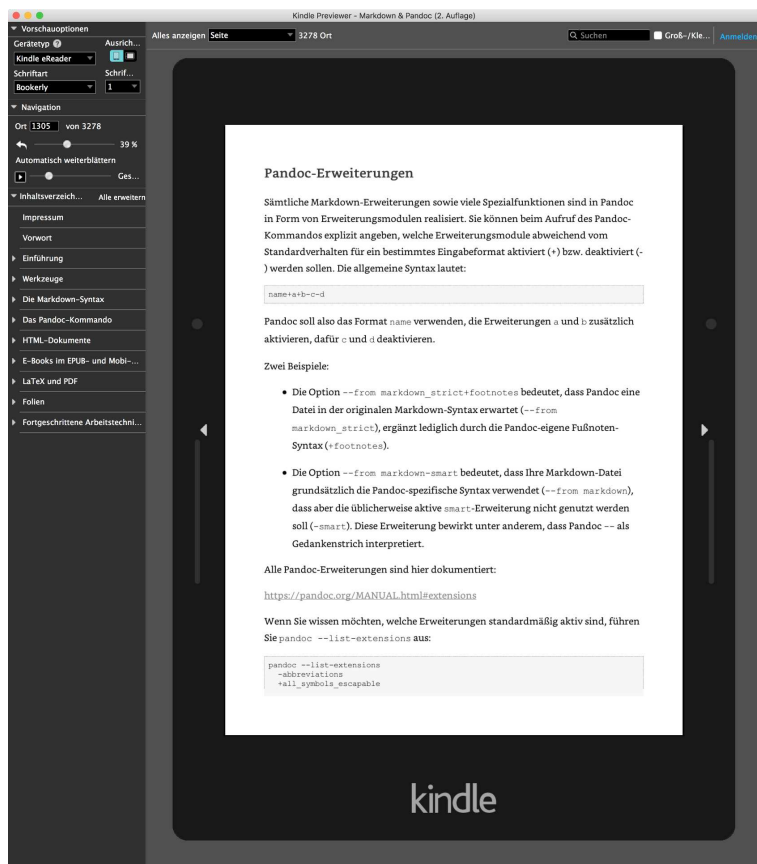 Kindle Previewer - Markdown & Pandoc (2. Auflage)
Vorschauoptionen
Gerätetyp ?
Ausrich...
Kindle eReader
Schriftart
Schrif...
Bookerly
1
Navigation
Ort 1305 von 3278
39 %
Automatisch weiterblättern
Ges...
Inhaltsverzeich...
Alle erweitern
Impressum
Vorwort
Einführung
Werkzeuge
Die Markdown-Syntax
Das Pandoc-Kommando
HTML-Dokumente
E-Books im EPUB- und Mobi-...
LaTeX und PDF
Folien
Fortgeschrittene Arbeitstechni...
Alles anzeigen Seite
3278 Ort
Suchen
Groß-/Kle...
Anmelden
Pandoc-Erweiterungen
Sämtliche Markdown-Erweiterungen sowie viele Spezialfunktionen sind in Pandoc
in Form von Erweiterungsmodulen realisiert. Sie können beim Aufruf des Pandoc-
Kommandos explizit angeben, welche Erweiterungsmodule abweichend vom
Standardverhalten für ein bestimmtes Eingabeformat aktiviert (+) bzw. deaktiviert (-
) werden sollen. Die allgemeine Syntax lautet:
name+a+b-c-d
Pandoc soll also das Format name verwenden, die Erweiterungen a und b zusätzlich
aktivieren, dafür c und d deaktivieren.
Zwei Beispiele:
• Die Option --from markdown_strict+footnotes bedeutet, dass Pandoc eine
Datei in der originalen Markdown-Syntax erwartet (--from
markdown_strict), ergänzt lediglich durch die Pandoc-eigene Fußnoten-
Syntax (+footnotes).
• Die Option --from markdown-smart bedeutet, dass Ihre Markdown-Datei
grundsätzlich die Pandoc-spezifische Syntax verwendet (--from markdown),
dass aber die üblicherweise aktive smart-Erweiterung nicht genutzt werden
soll (-smart). Diese Erweiterung bewirkt unter anderem, dass Pandoc -- als
Gedankenstrich interpretiert.
Alle Pandoc-Erweiterungen sind hier dokumentiert:
https://pandoc.org/MANUAL.html#extensions
Wenn Sie wissen möchten, welche Erweiterungen standardmäßig aktiv sind, führen
Sie pandoc --list-extensions aus:
pandoc --list-extensions
-abbreviations
+all_symbols_escapable
kindle